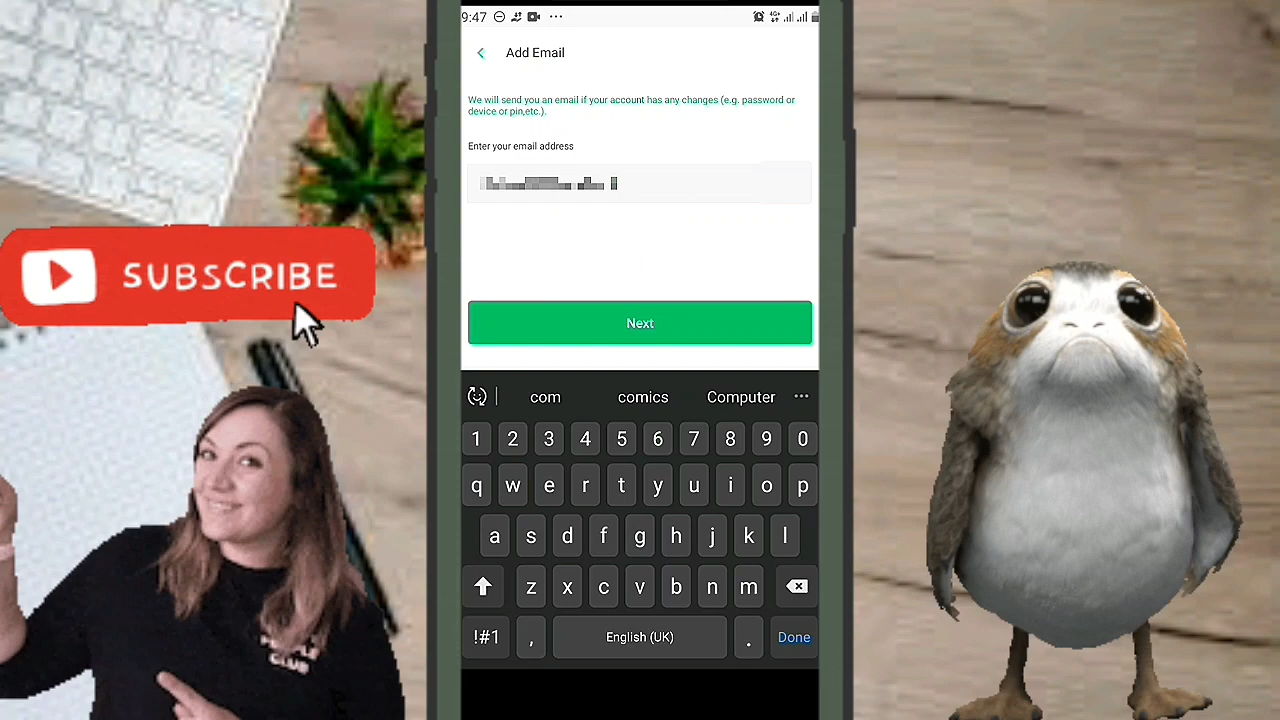 9:47
Add Email
We will send you an email if your account has any changes (e.g. password or
device or pin,etc.).
Enter your email address
Next
SUBSCRIBE
com comics Computer
1 2 3 4 5 6 7 8 9 0
q w e r t y u i o p
a s d f g h j k l
z x c v b n m
!#1 , English (UK) . Done
CLUB